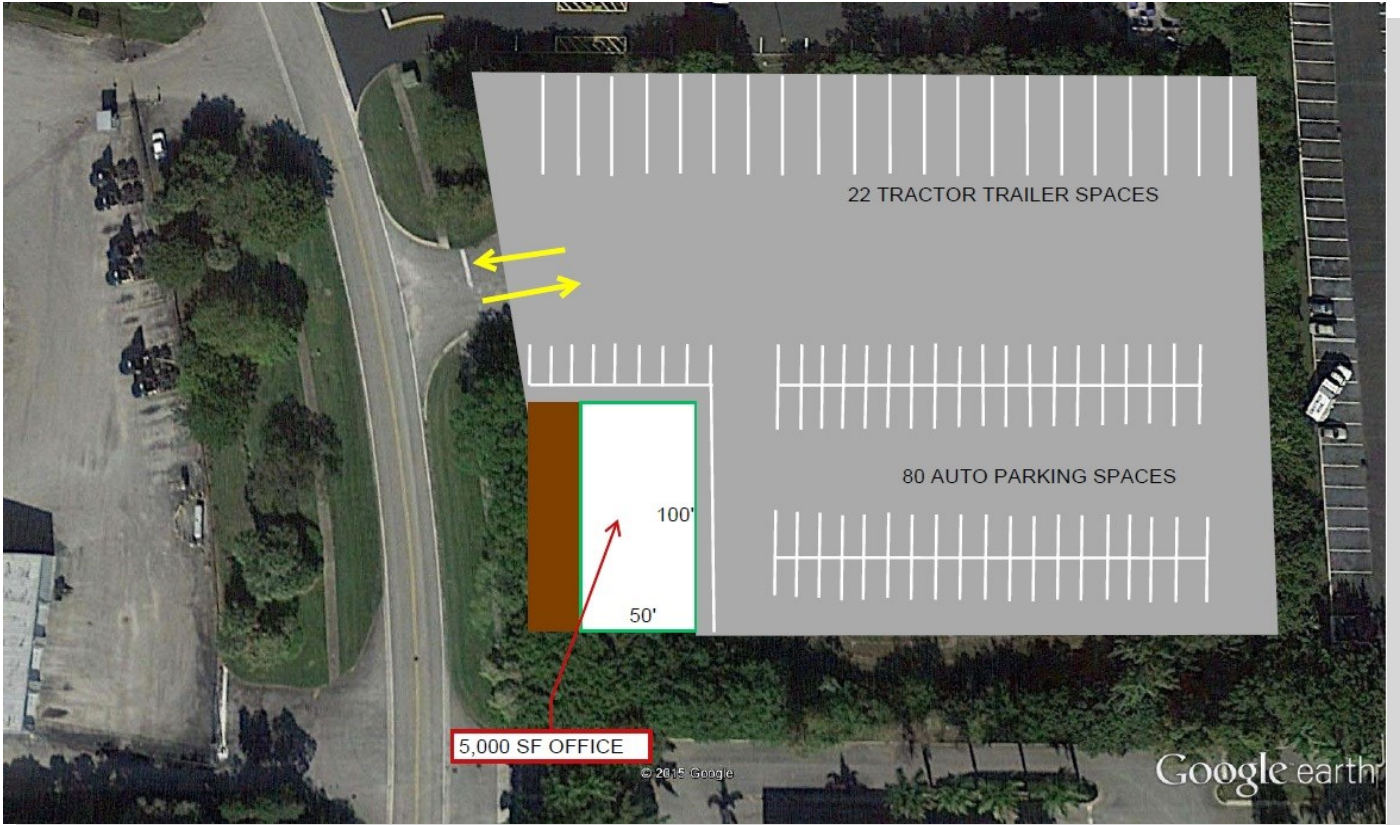 22 TRACTOR TRAILER SPACES
80 AUTO PARKING SPACES
100'
50'
5,000 SF OFFICE
© 2015 Google
Google earth